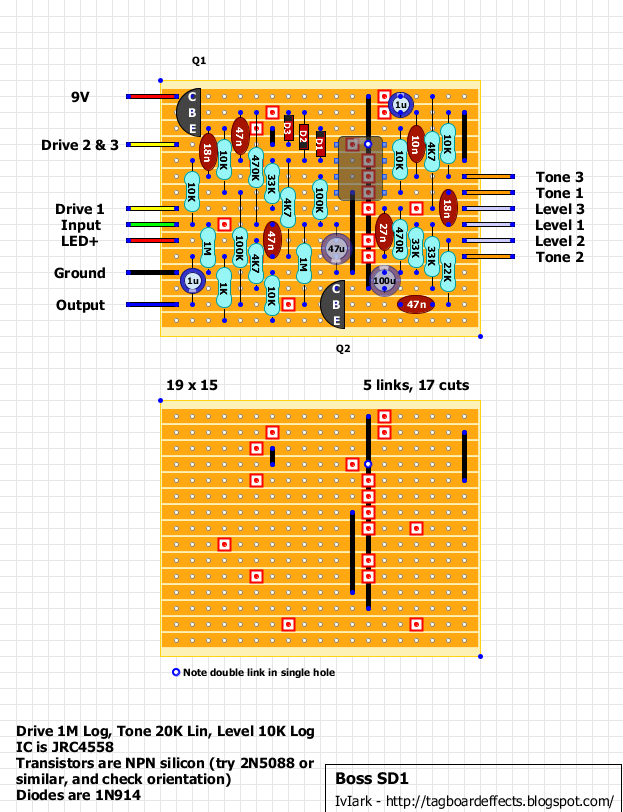 Q1
9V
Drive 2 & 3
Drive 1
Input
LED+
Ground
Output
C
B
E
18n
10K
47n
470K
33K
D3
D2
D1
4K7
100K
10K
1u
10K
10n
4K7
10K
18n
1M
100K
4K7
47n
1M
47u
27n
470R
33K
33K
22K
1u
1K
10K
100u
47n
C
B
E
Tone 3
Tone 1
Level 3
Level 1
Level 2
Tone 2
Q2
19 x 15
5 links, 17 cuts
Note double link in single hole
Drive 1M Log, Tone 20K Lin, Level 10K Log
IC is JRC4558
Transistors are NPN silicon (try 2N5088 or
similar, and check orientation)
Diodes are 1N914
Boss SD1
IvIark - http://tagboardeffects.blogspot.com/